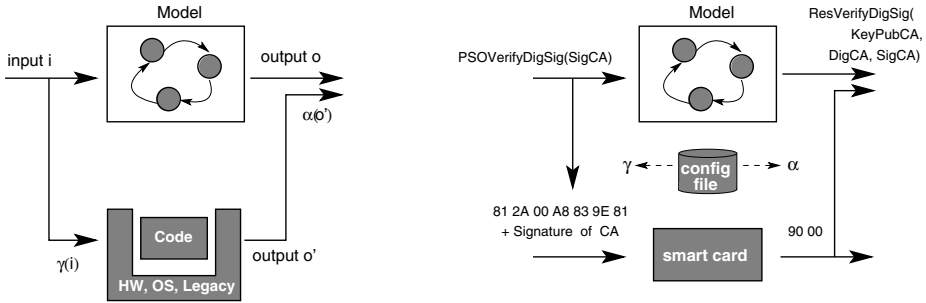 Model
input i
output o
α(o')
γ(i)
Code
HW, OS, Legacy
output o'
Model
PSOVerifyDigSig(SigCA)
ResVerifyDigSig(
KeyPubCA,
DigCA, SigCA)
γ
config
file
α
81 2A 00 A8 83 9E 81
+ Signature of CA
smart card
90 00